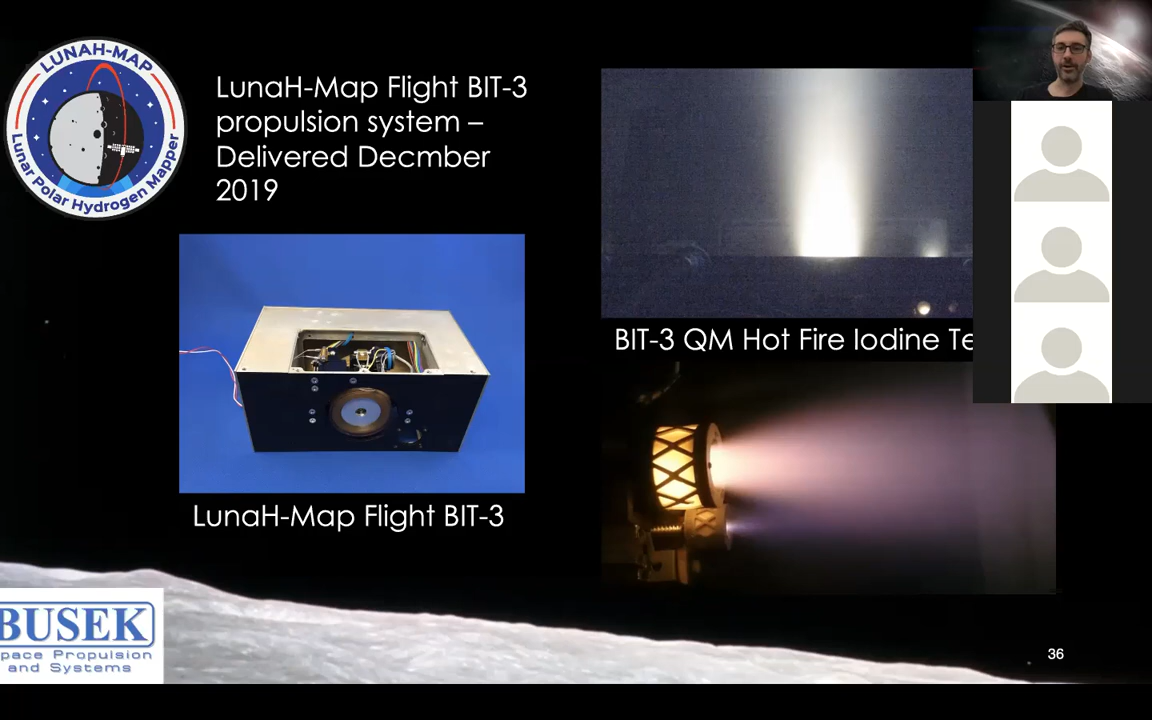 LUNAH-MAP
Lunar Polar Hydrogen Mapper
LunaH-Map Flight BIT-3
propulsion system –
Delivered Decmber
2019
BIT-3 QM Hot Fire Iodine Te
LunaH-Map Flight BIT-3
BUSEK
pace Propulsion
and Systems
36